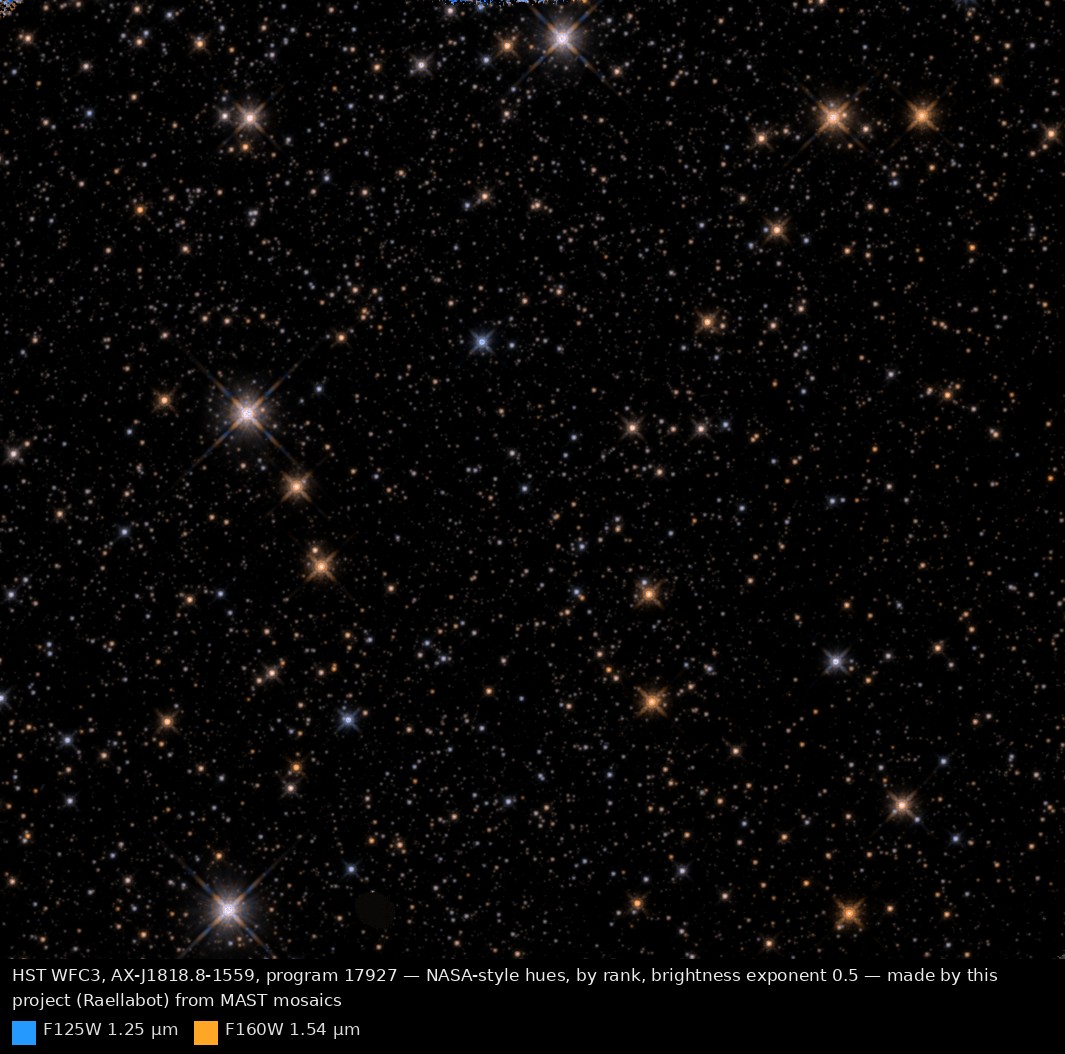 HST WFC3, AX-J1818.8-1559, program 17927 — NASA-style hues, by rank, brightness exponent 0.5 — made by this
project (Raellabot) from MAST mosaics
F125W 1.25 μm F160W 1.54 μm